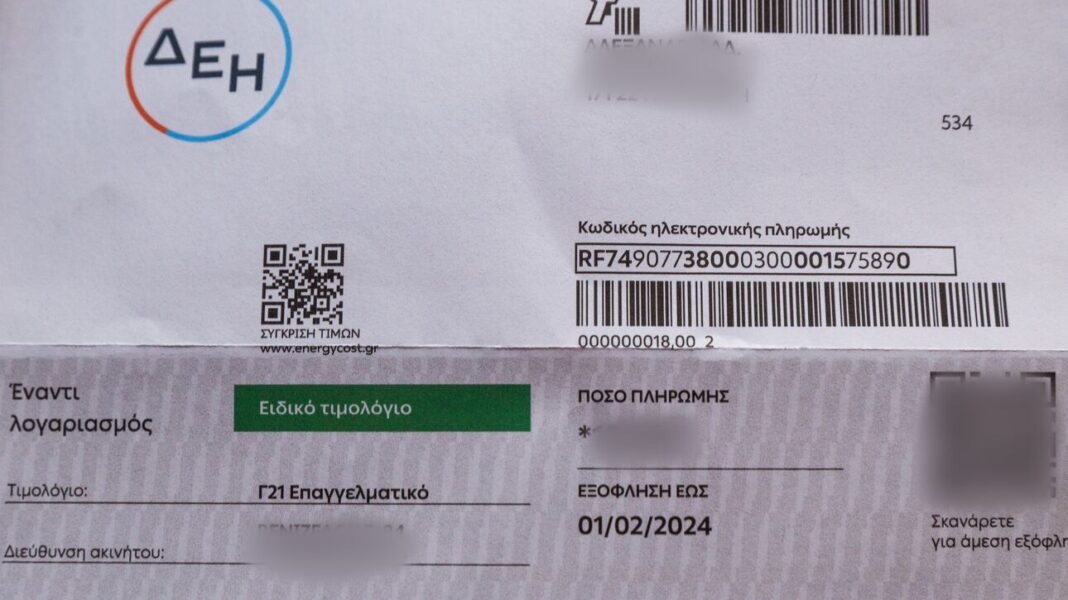 ΔΕΗ
534
Κωδικός ηλεκτρονικής πληρωμής
RF74907738000300001575890
000000018,00 2
ΣΥΓΚΡΙΣΗ ΤΙΜΩΝ
www.energycost.gr
Έναντι
λογαριασμός
Ειδικό τιμολόγιο
ΠΟΣΟ ΠΛΗΡΩΜΗΣ
*
Τιμολόγιο:
Γ21 Επαγγελματικό
ΕΞΟΦΛΗΣΗ ΕΩΣ
01/02/2024
Διεύθυνση ακινήτου:
Σκανάρετε
για άμεση εξόφλη